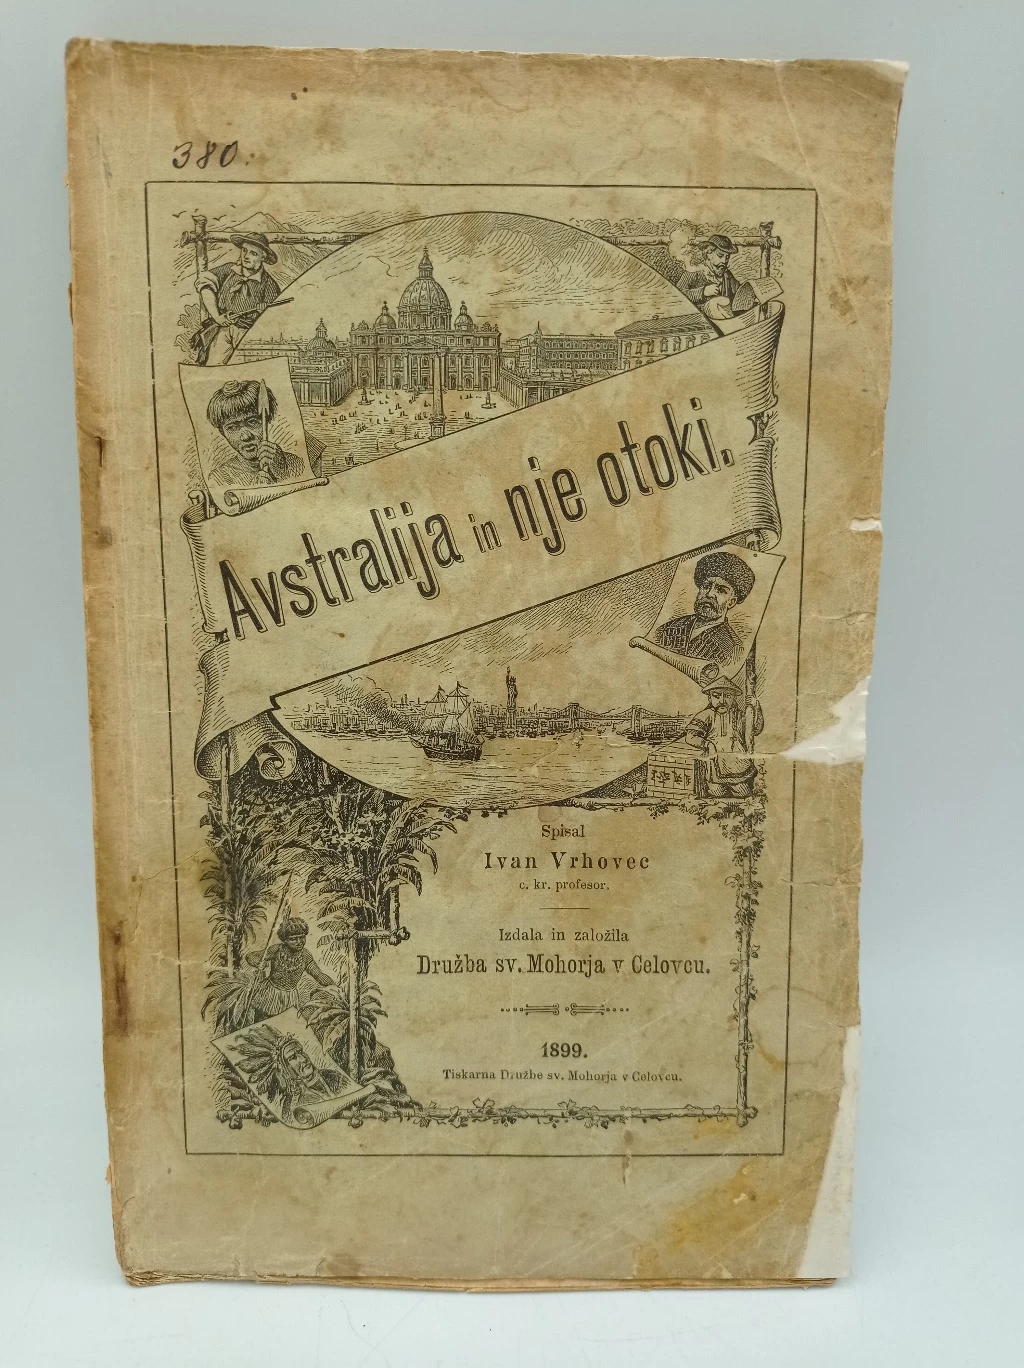 380.
Avstralija in nje otoki.
Spisal
Ivan Vrhovec
c. kr. profesor.
Izdala in založila
Družba sv. Mohorja v Celovcu.
1899.
Tiskarna Družbe sv. Mohorja v Celovcu.